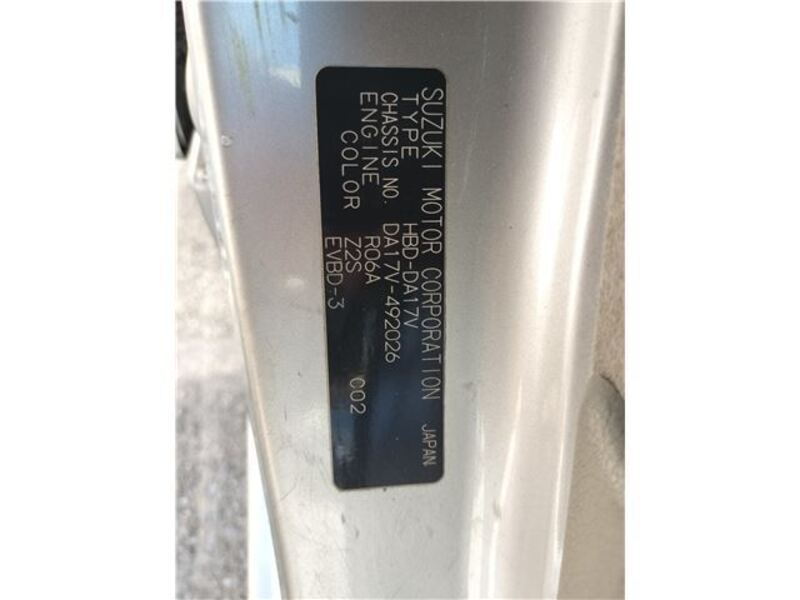 SUZUKI MOTOR CORPORATION JAPAN
TYPE HBD-DA17V
CHASSIS NO. DA17V-492026
ENGINE R06A
COLOR Z2S C02
EVBD-3